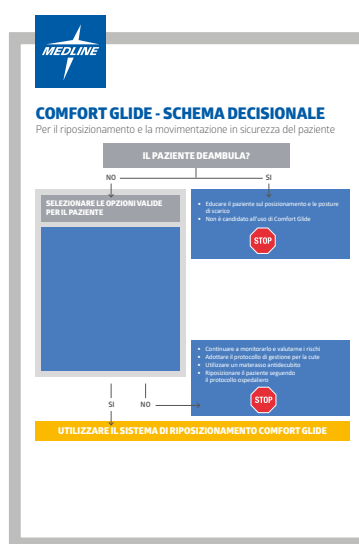 MEDLINE
COMFORT GLIDE - SCHEMA DECISIONALE
Per il riposizionamento e la movimentazione in sicurezza del paziente
IL PAZIENTE DEAMBULA?
NO
SI
SELEZIONARE LE OPZIONI VALIDE
PER IL PAZIENTE
• Educare il paziente sul posizionamento e le posture
di scarico
• Non è candidato all'uso di Comfort Glide
STOP
• Continuare a monitorarlo e valutarne i rischi
• Adottare il protocollo di gestione per la cute
• Utilizzare un materasso antidecubito
• Riposizionare il paziente seguendo
il protocollo ospedaliero
STOP
SI
NO
UTILIZZARE IL SISTEMA DI RIPOSIZIONAMENTO COMFORT GLIDE